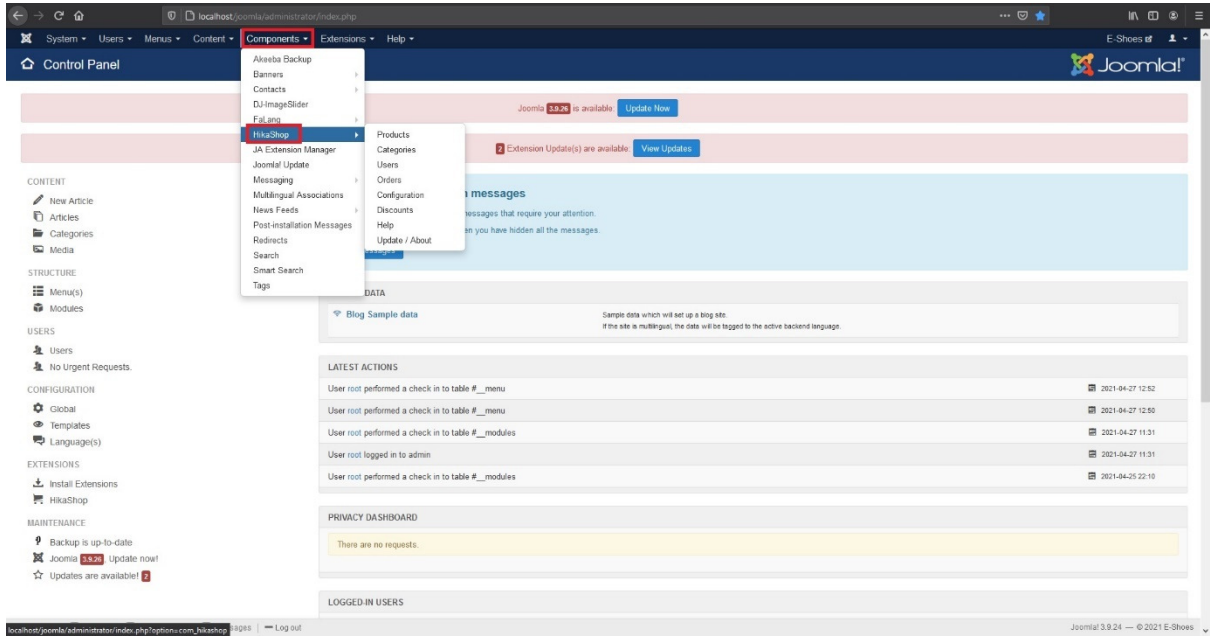 localhost/joomla/administrator/index.php
System Users Menus Content Components Extensions Help E-Shoes
Control Panel Joomla!®
Akeeba Backup
Banners
Contacts
DJ-ImageSlider
FaLang
HikaShop
JA Extension Manager
Joomla! Update
Messaging
Multilingual Associations
News Feeds
Post-installation Messages
Redirects
Search
Smart Search
Tags
Products
Categories
Users
Orders
Configuration
Discounts
Help
Update / About
Joomla 3.9.26 is available: Update Now
2 Extension Update(s) are available: View Updates
CONTENT
New Article
Articles
Categories
Media
STRUCTURE
Menu(s)
Modules
USERS
Users
No Urgent Requests.
CONFIGURATION
Global
Templates
Language(s)
EXTENSIONS
Install Extensions
HikaShop
MAINTENANCE
Backup is up-to-date
Joomla 3.9.26, Update now!
Updates are available! 2
messages
messages that require your attention.
you have hidden all the messages.
DATA
Blog Sample data
Sample data which will set up a blog site.
If the site is multilingual, the data will be tagged to the active backend language.
LATEST ACTIONS
User root performed a check in to table #__menu 2021-04-27 12:52
User root performed a check in to table #__menu 2021-04-27 12:50
User root performed a check in to table #__modules 2021-04-27 11:31
User root logged in to admin 2021-04-27 11:31
User root performed a check in to table #__modules 2021-04-25 22:10
PRIVACY DASHBOARD
There are no requests.
LOGGED-IN USERS
localhost/joomla/administrator/index.php?option=com_hikashop Log out Joomla! 3.9.24 — © 2021 E-Shoes